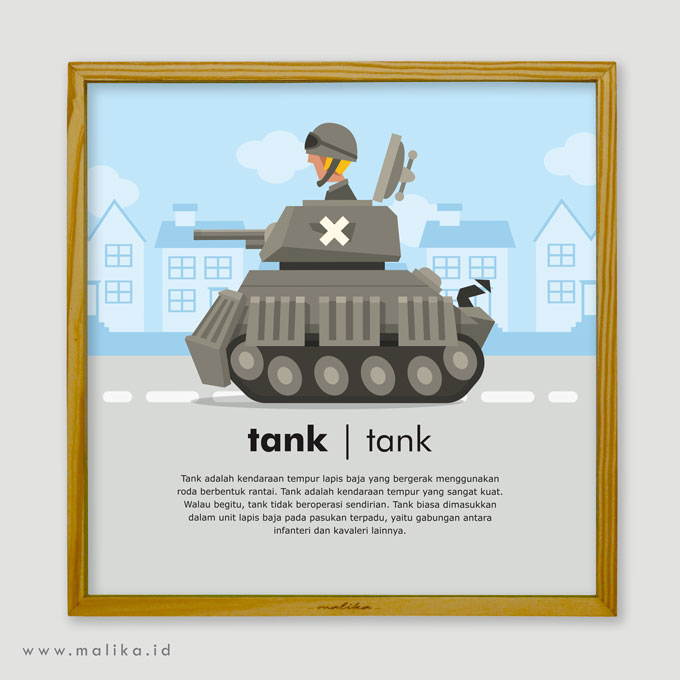 tank | tank
Tank adalah kendaraan tempur lapis baja yang bergerak menggunakan
roda berbentuk rantai. Tank adalah kendaraan tempur yang sangat kuat.
Walau begitu, tank tidak beroperasi sendirian. Tank biasa dimasukkan
dalam unit lapis baja pada pasukan terpadu, yaitu gabungan antara
infanteri dan kavaleri lainnya.
malika
www.malika.id